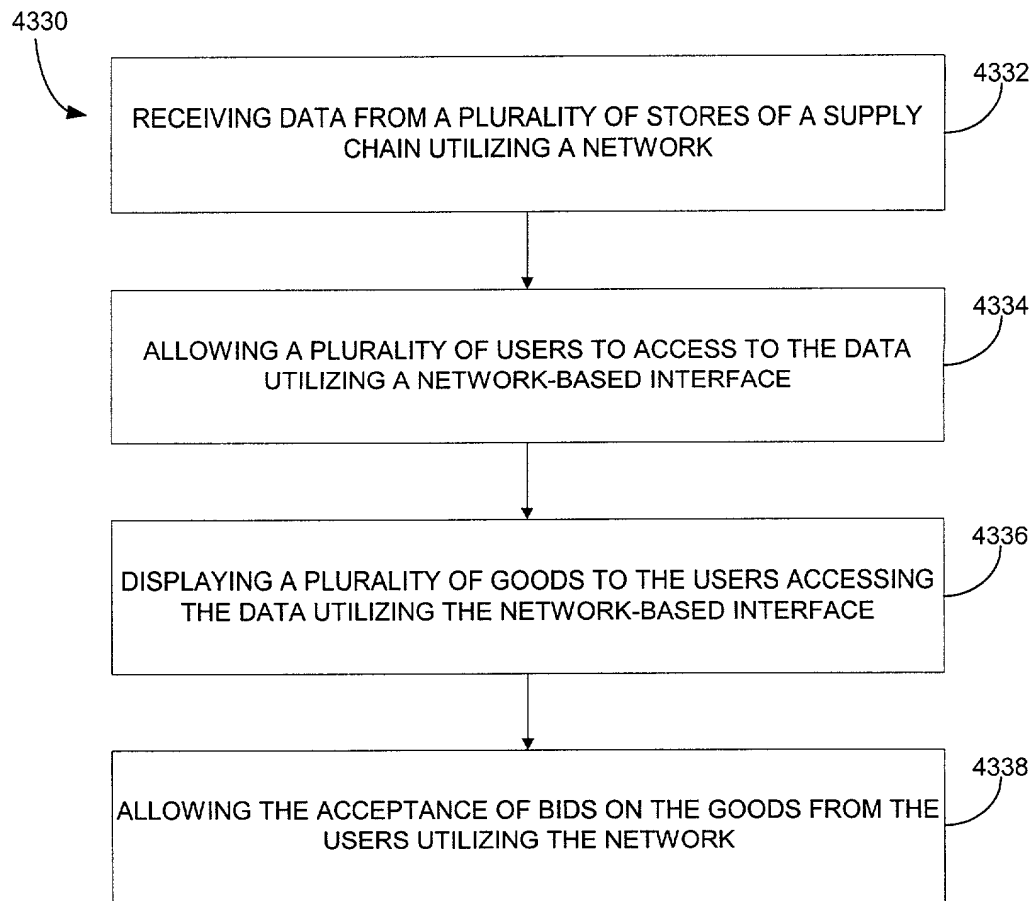 4330
4332
RECEIVING DATA FROM A PLURALITY OF STORES OF A SUPPLY
CHAIN UTILIZING A NETWORK
4334
ALLOWING A PLURALITY OF USERS TO ACCESS TO THE DATA
UTILIZING A NETWORK-BASED INTERFACE
4336
DISPLAYING A PLURALITY OF GOODS TO THE USERS ACCESSING
THE DATA UTILIZING THE NETWORK-BASED INTERFACE
4338
ALLOWING THE ACCEPTANCE OF BIDS ON THE GOODS FROM THE
USERS UTILIZING THE NETWORK